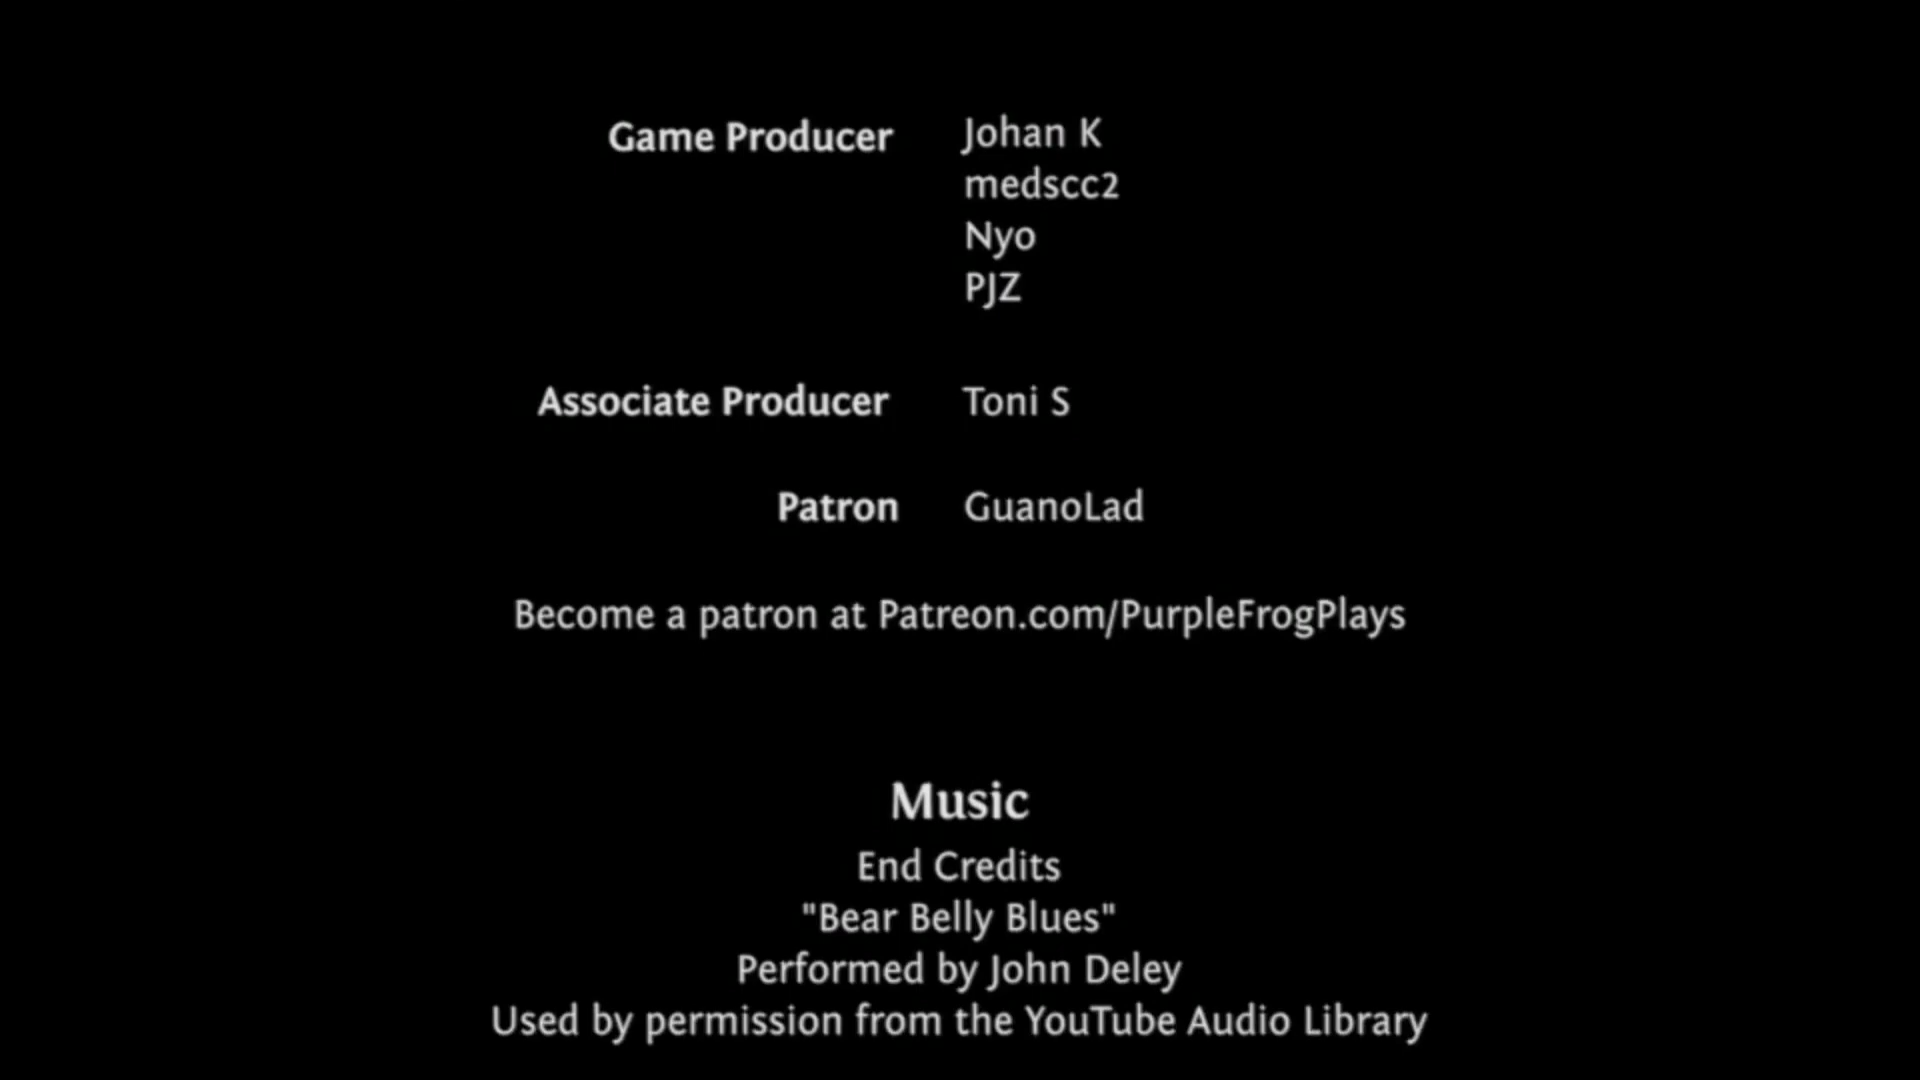 Game Producer Johan K
medscc2
Nyo
PJZ
Associate Producer Toni S
Patron GuanoLad
Become a patron at Patreon.com/PurpleFrogPlays
Music
End Credits
"Bear Belly Blues"
Performed by John Deley
Used by permission from the YouTube Audio Library